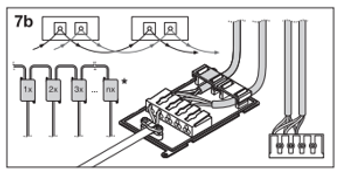 7b
1x 2x 3x ... nx *